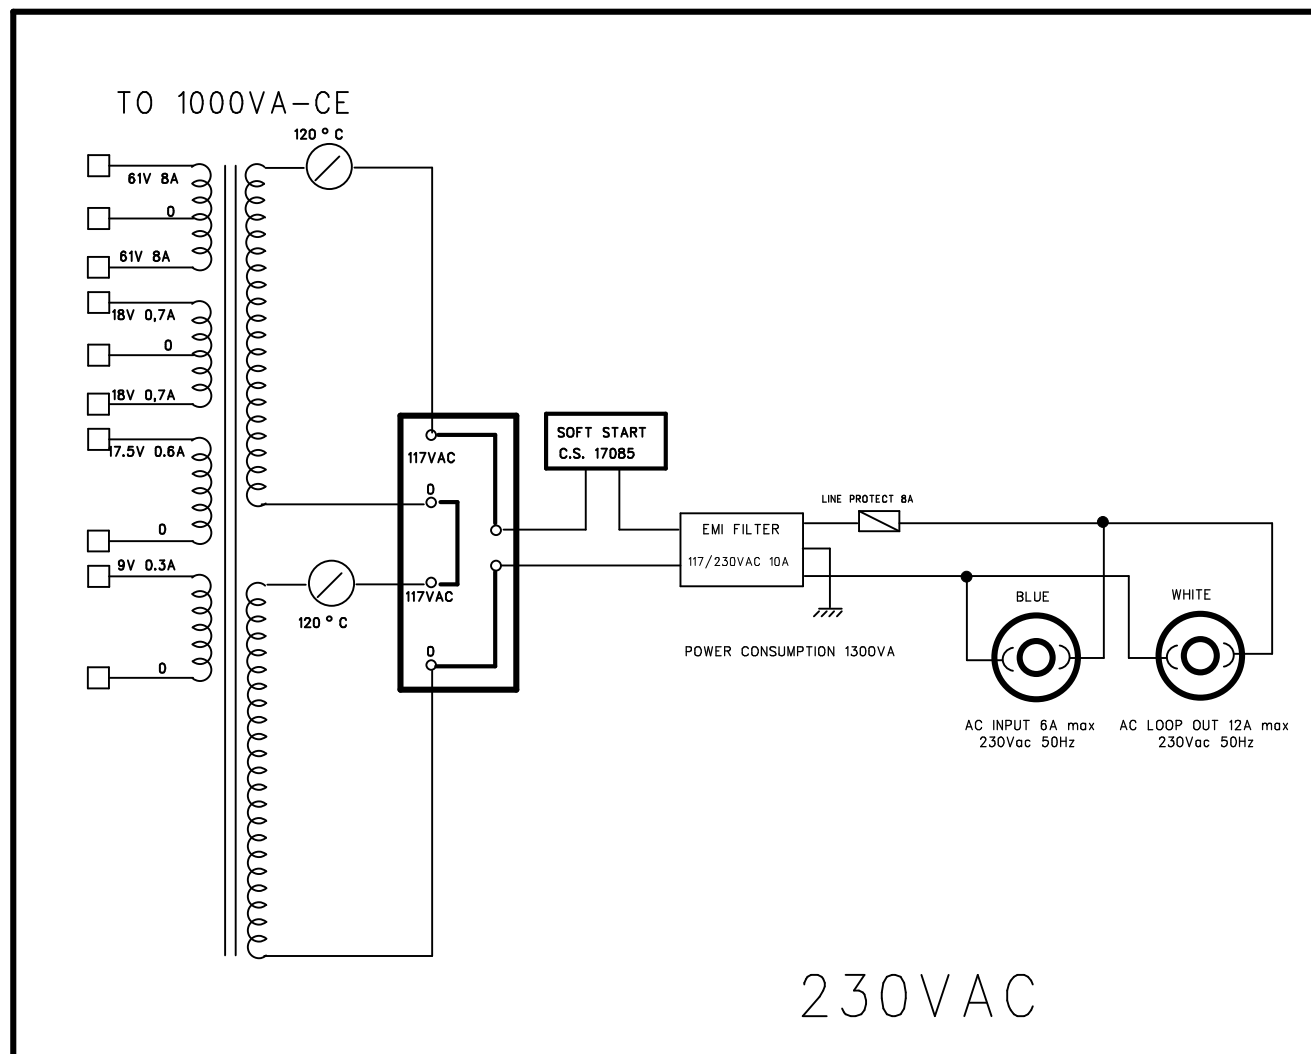 TO 1000VA-CE
120°C
61V 8A
0
61V 8A
18V 0,7A
0
18V 0,7A
17.5V 0.6A
0
9V 0.3A
0
120°C
117VAC
0
117VAC
0
SOFT START
C.S. 17085
EMI FILTER
117/230VAC 10A
LINE PROTECT 8A
POWER CONSUMPTION 1300VA
BLUE
WHITE
AC INPUT 6A max
230Vac 50Hz
AC LOOP OUT 12A max
230Vac 50Hz
230VAC